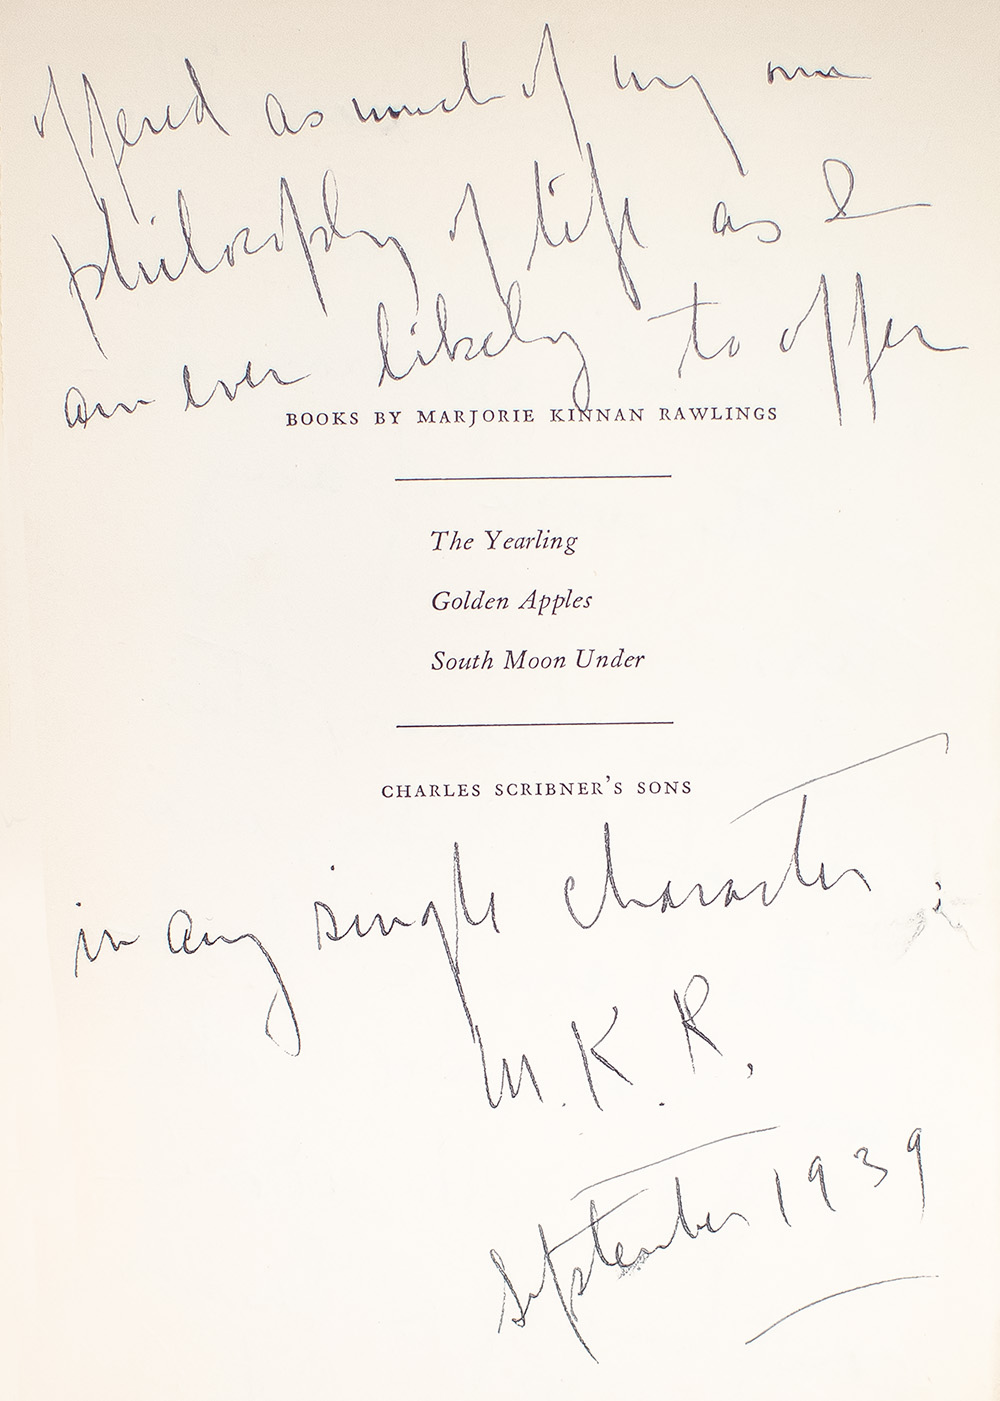 offered as much of my own
philosophy of life as I
am ever likely to offer
BOOKS BY MARJORIE KINNAN RAWLINGS
The Yearling
Golden Apples
South Moon Under
CHARLES SCRIBNER'S SONS
in any single character.
M. K. R.
September 1939